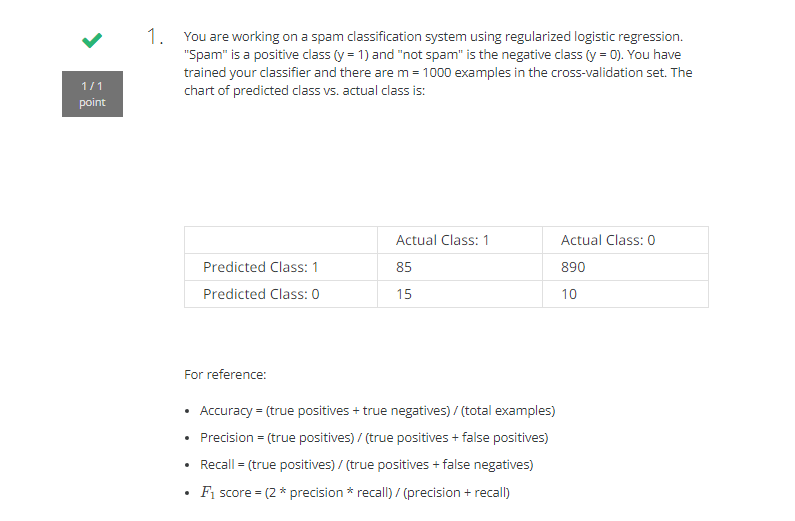 1.
You are working on a spam classification system using regularized logistic regression.
"Spam" is a positive class (y = 1) and "not spam" is the negative class (y = 0). You have
trained your classifier and there are m = 1000 examples in the cross-validation set. The
chart of predicted class vs. actual class is:
1 / 1
point
Actual Class: 1 Actual Class: 0
Predicted Class: 1 85 890
Predicted Class: 0 15 10
For reference:
• Accuracy = (true positives + true negatives) / (total examples)
• Precision = (true positives) / (true positives + false positives)
• Recall = (true positives) / (true positives + false negatives)
• F₁ score = (2 * precision * recall) / (precision + recall)